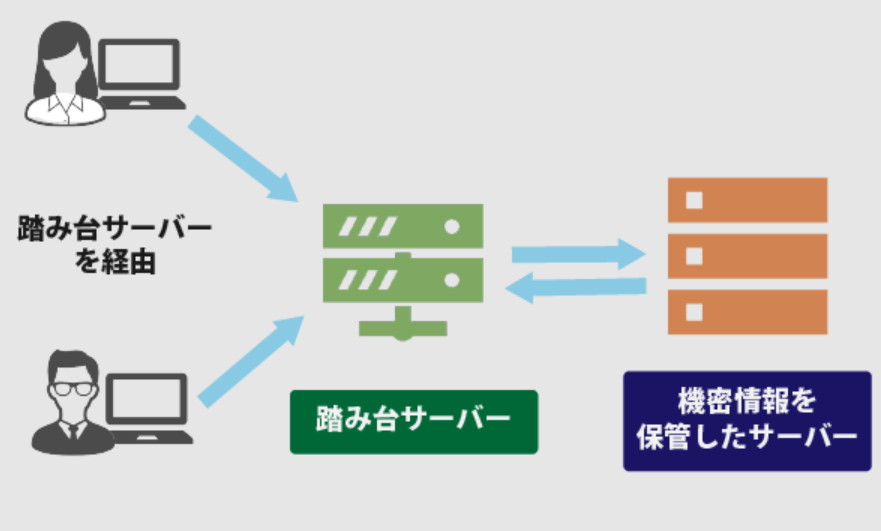 踏み台サーバー
を経由
踏み台サーバー
機密情報を
保管したサーバー